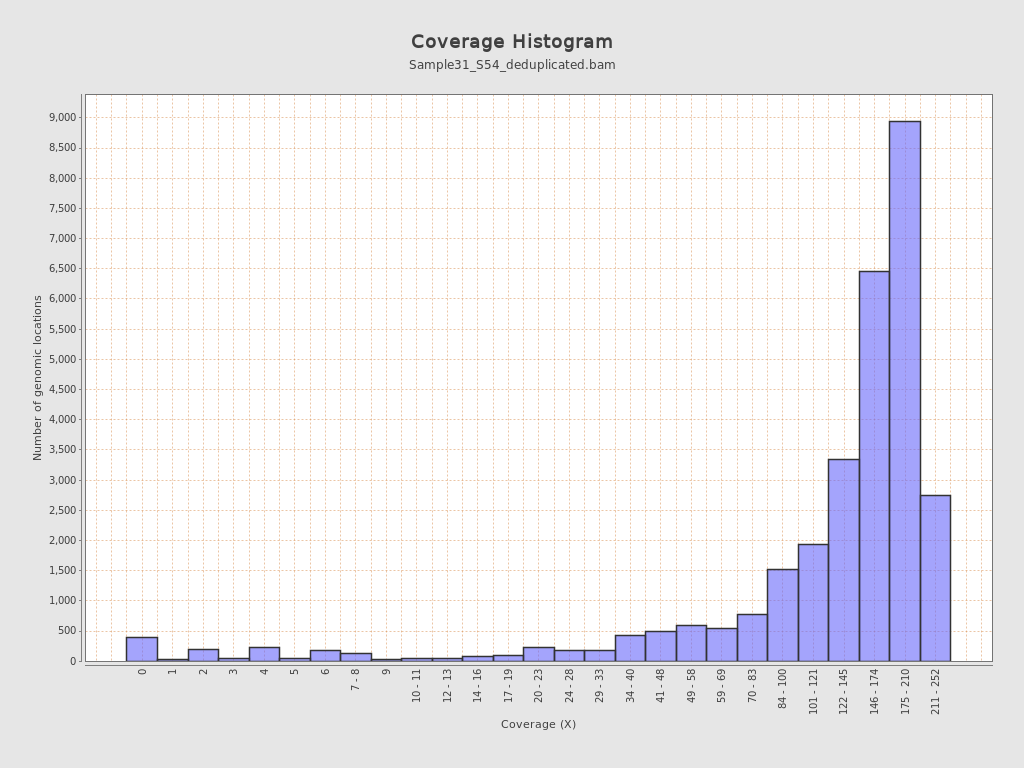 Coverage Histogram
Sample31_S54_deduplicated.bam
Number of genomic locations
9,000
8,500
8,000
7,500
7,000
6,500
6,000
5,500
5,000
4,500
4,000
3,500
3,000
2,500
2,000
1,500
1,000
500
0
0
1
2
3
4
5
6
7 - 8
9
10 - 11
12 - 13
14 - 16
17 - 19
20 - 23
24 - 28
29 - 33
34 - 40
41 - 48
49 - 58
59 - 69
70 - 83
84 - 100
101 - 121
122 - 145
146 - 174
175 - 210
211 - 252
Coverage (X)